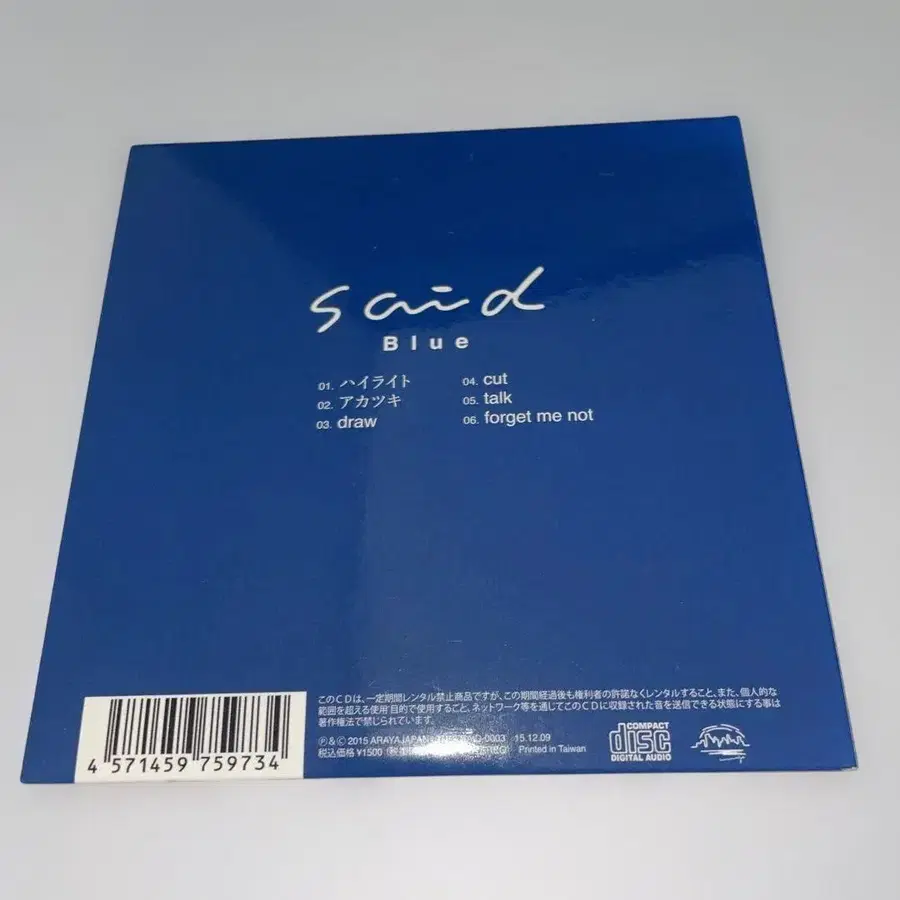 said
Blue
01. ハイライト
02. アカツキ
03. draw
04. cut
05. talk
06. forget me not
このCDは、一定期間レンタル禁止商品ですが、この期間経過後も権利者の許諾なくレンタルすること、また、個人的な
範囲を超える使用目的で使用すること、ネットワーク等を通じてこのCDに収録された音を送信できる状態にする事は
著作権法で禁じられています。
℗&© 2015 ARAYAJAPAN 15.12.09
税込価格 ¥1500 Printed in Taiwan
COMPACT
disc
DIGITAL AUDIO
4 571459 759734